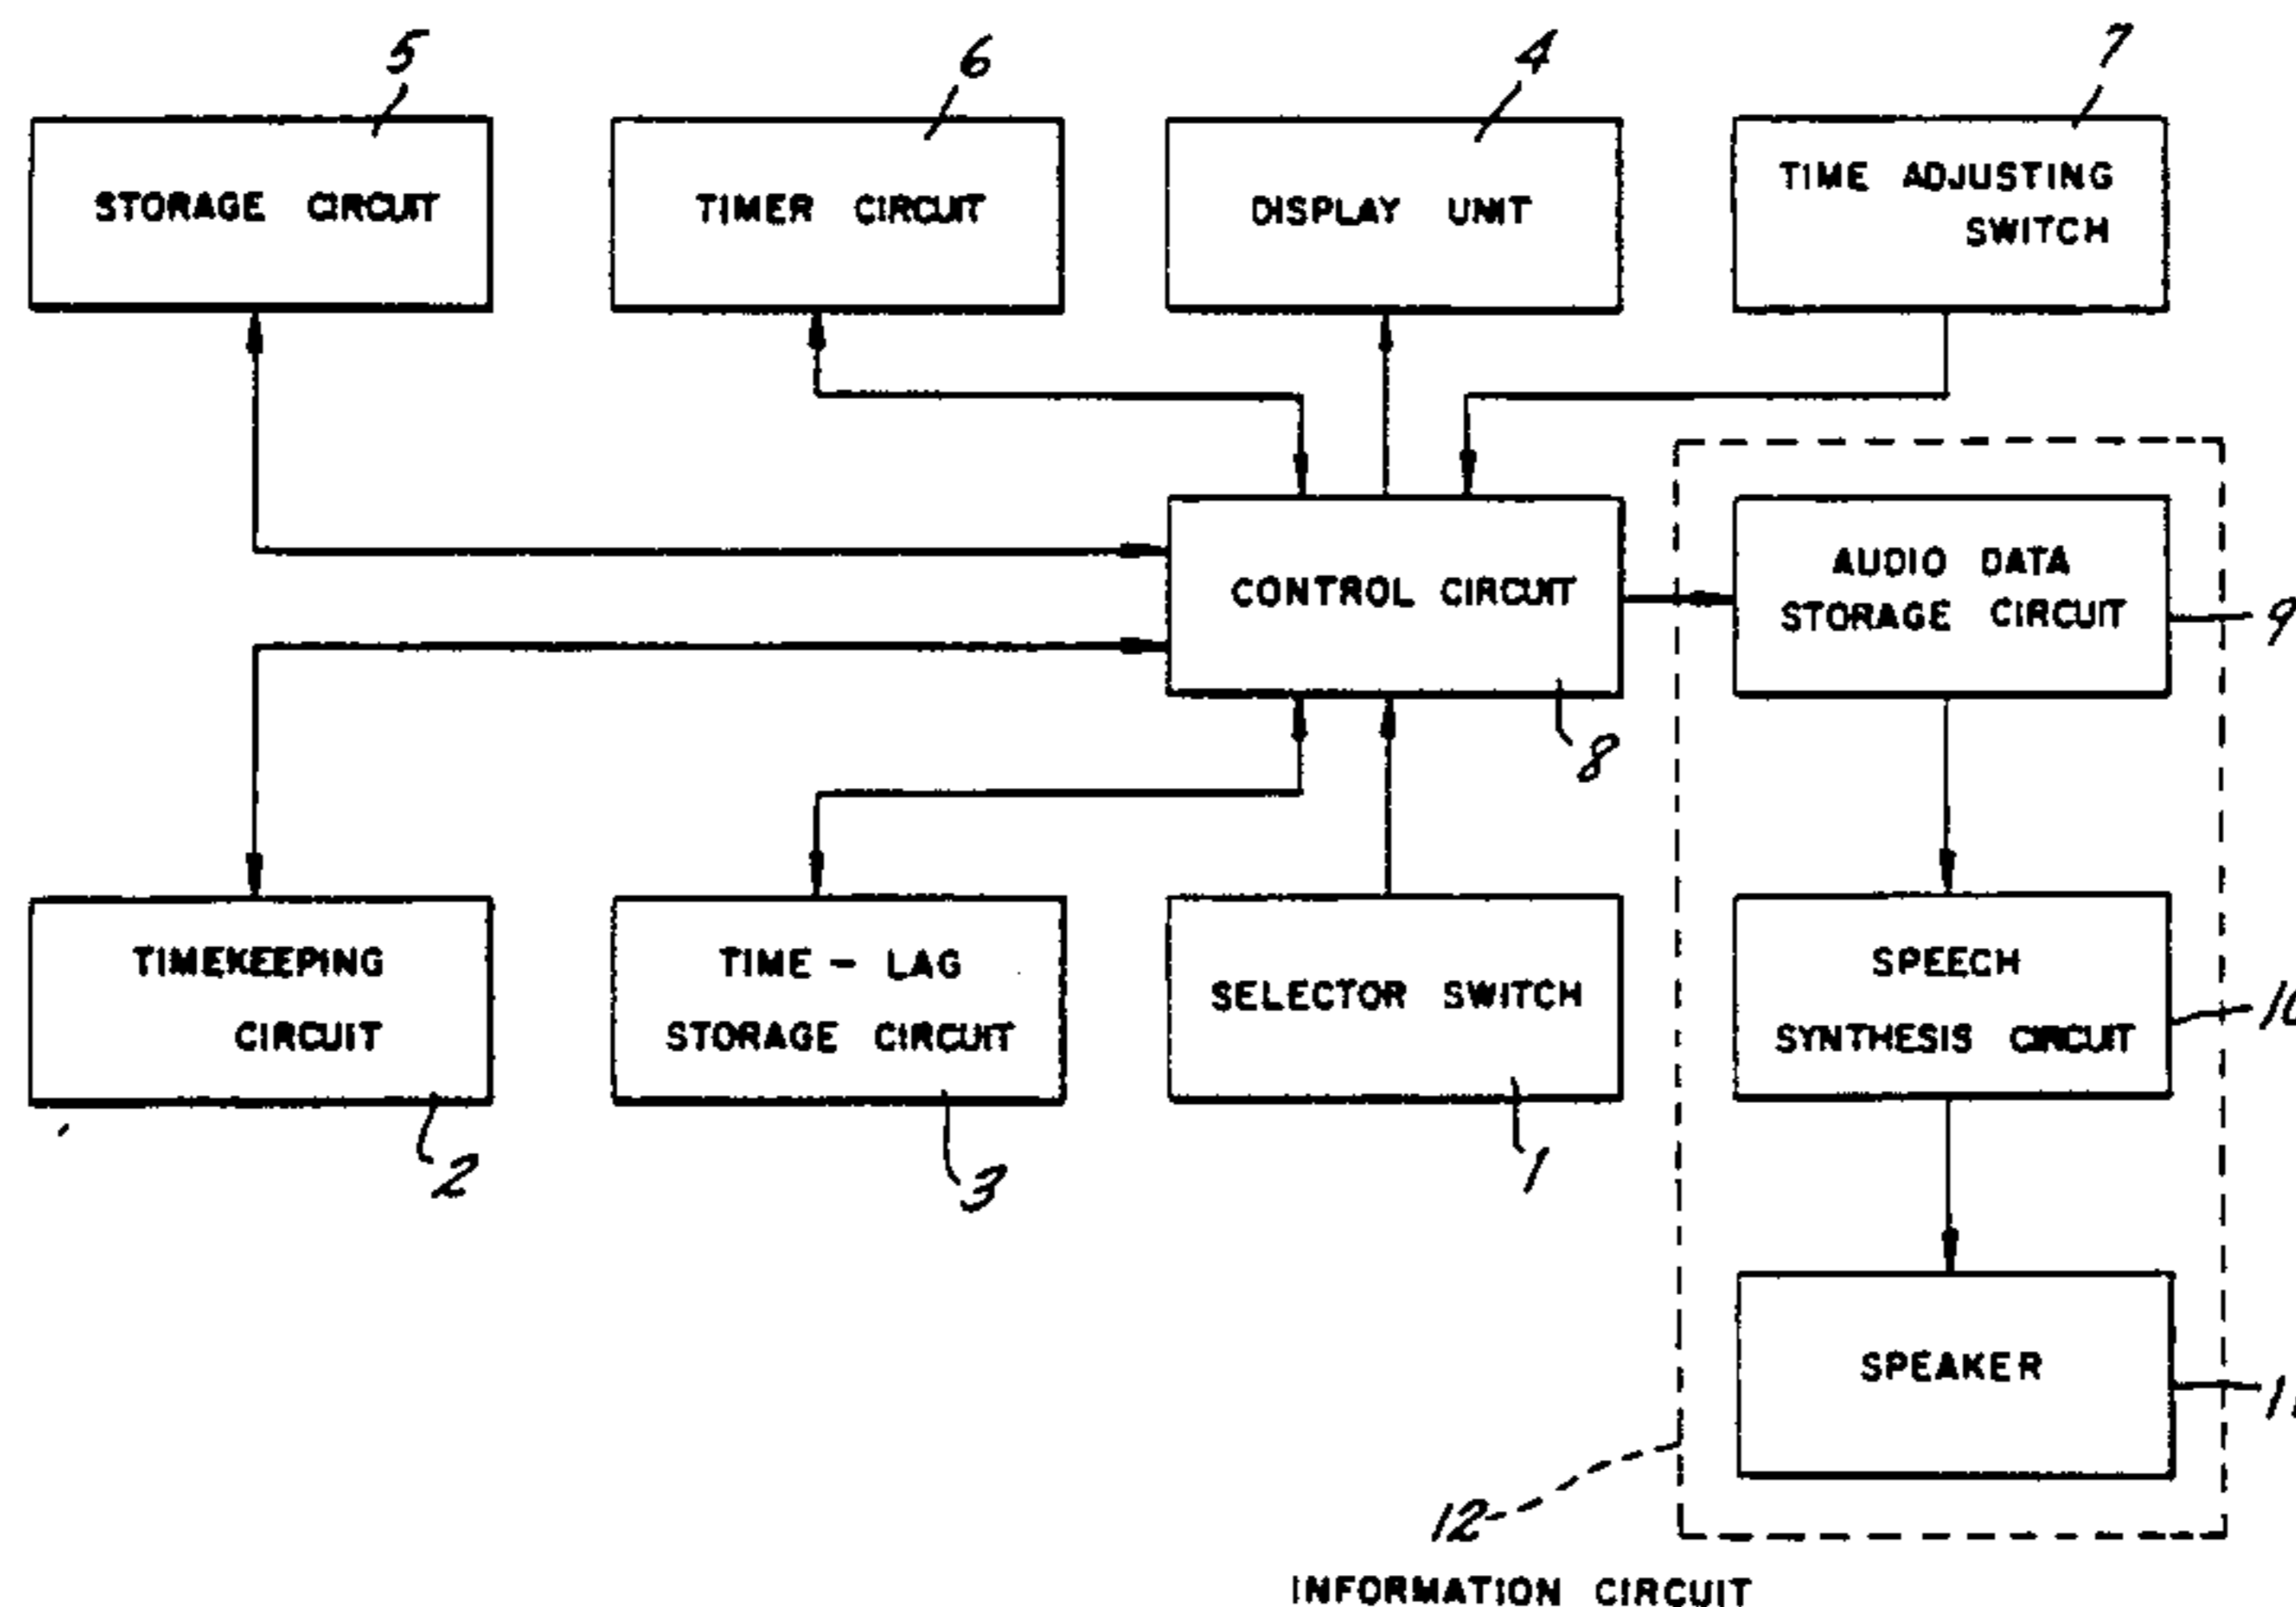 5
6
4
7
STORAGE CIRCUIT
TIMER CIRCUIT
DISPLAY UNIT
TIME ADJUSTING
SWITCH
CONTROL CIRCUIT
8
AUDIO DATA
STORAGE CIRCUIT
9
TIMEKEEPING
CIRCUIT
2
TIME - LAG
STORAGE CIRCUIT
3
SELECTOR SWITCH
1
SPEECH
SYNTHESIS CIRCUIT
10
SPEAKER
11
12
INFORMATION CIRCUIT